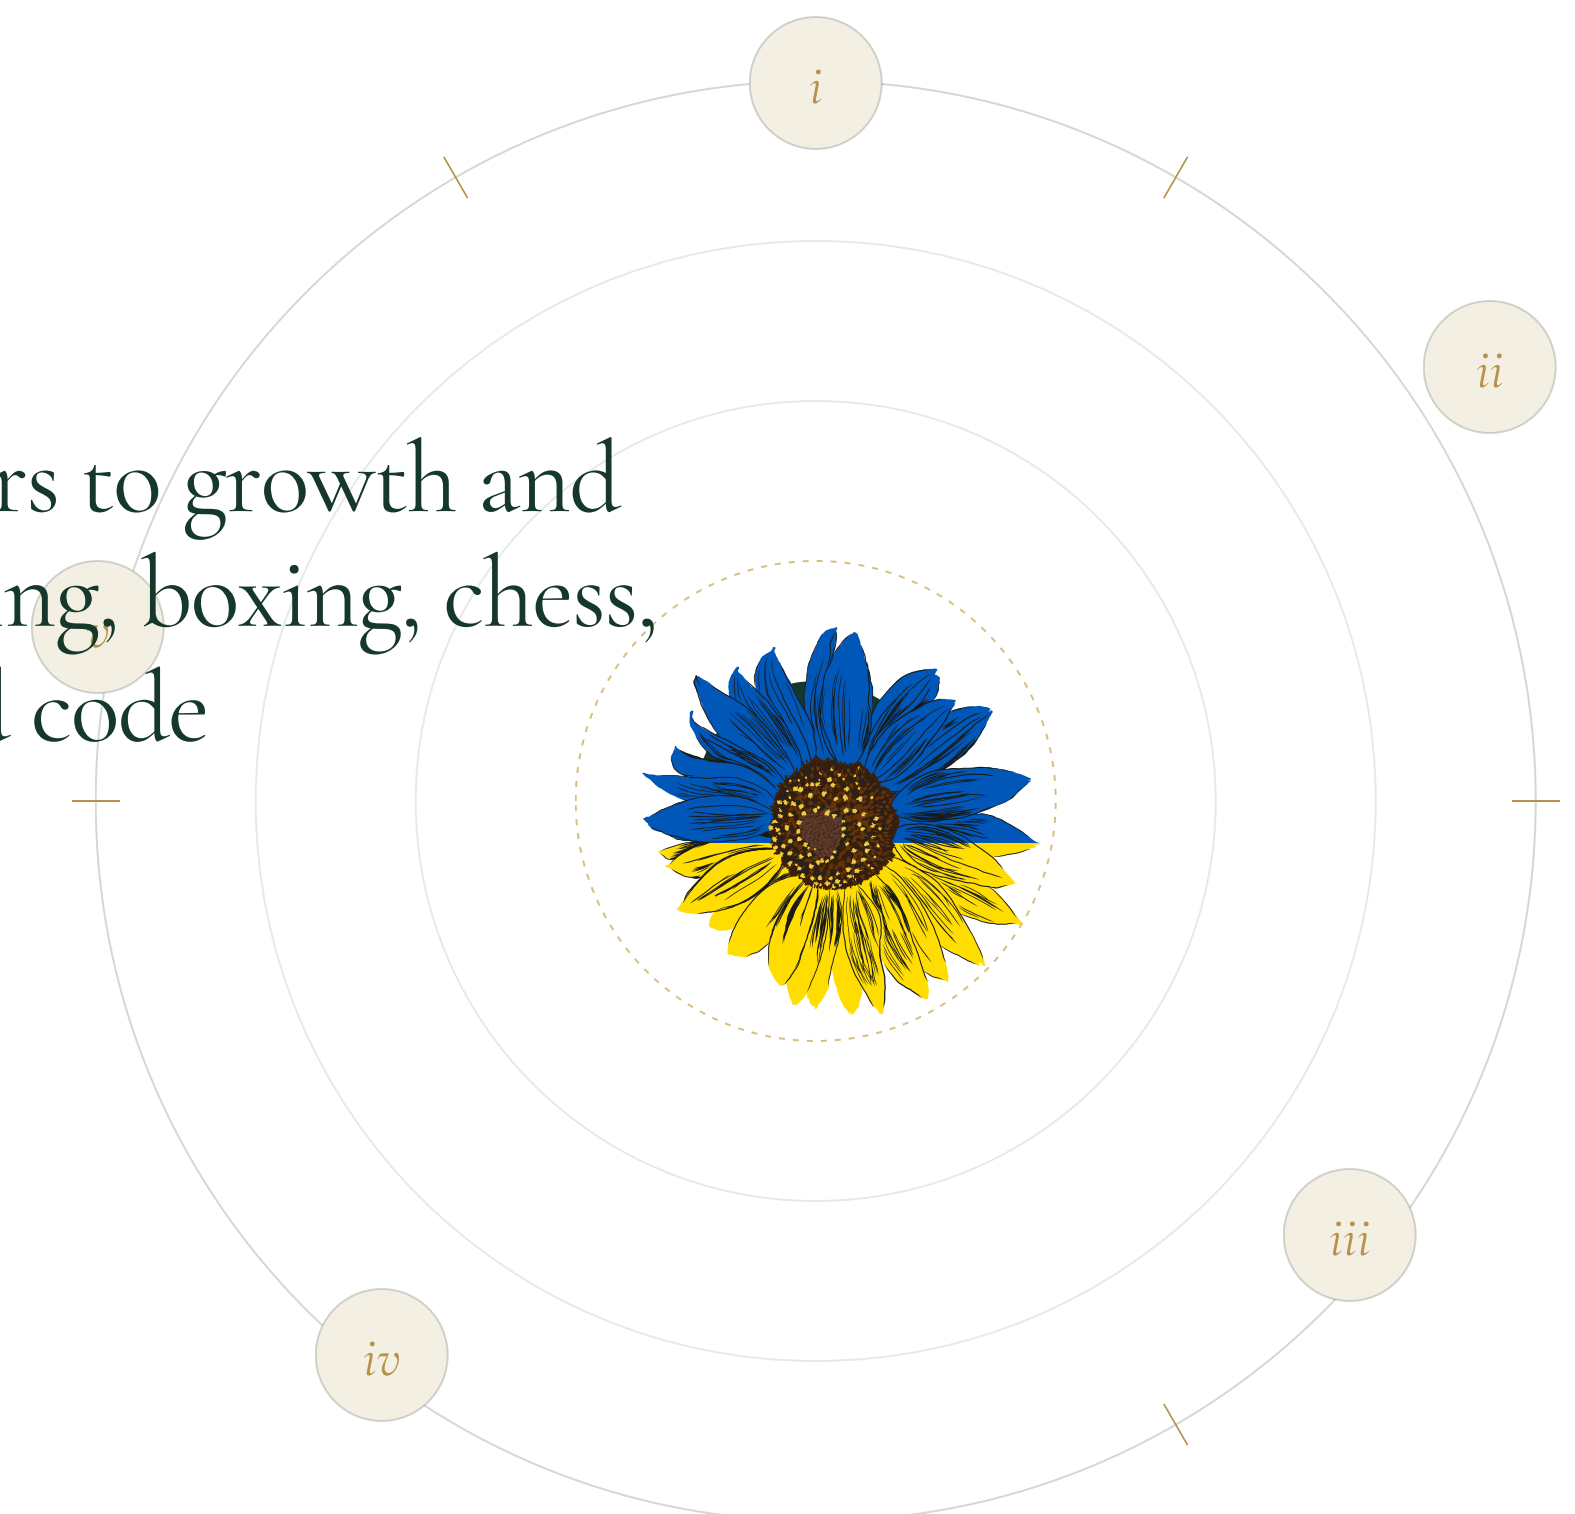 i
ii
rs to growth and
ng, boxing, chess,
code
iii
iv